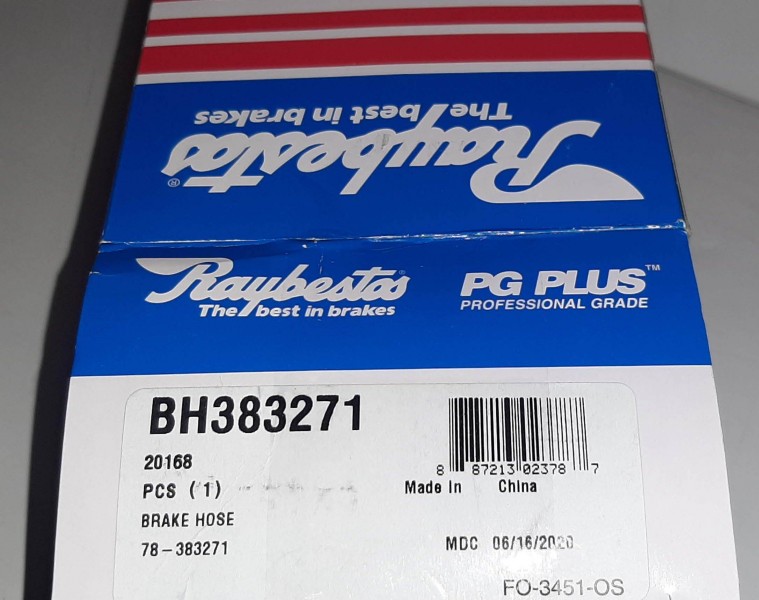 Raybestos®
The best in brakes
Raybestos®
The best in brakes
PG PLUS™
PROFESSIONAL GRADE
BH383271
20168
PCS (1)
BRAKE HOSE
78-383271
8 87213 02378 7
Made In China
MDC 06/16/2020
FO-3451-OS